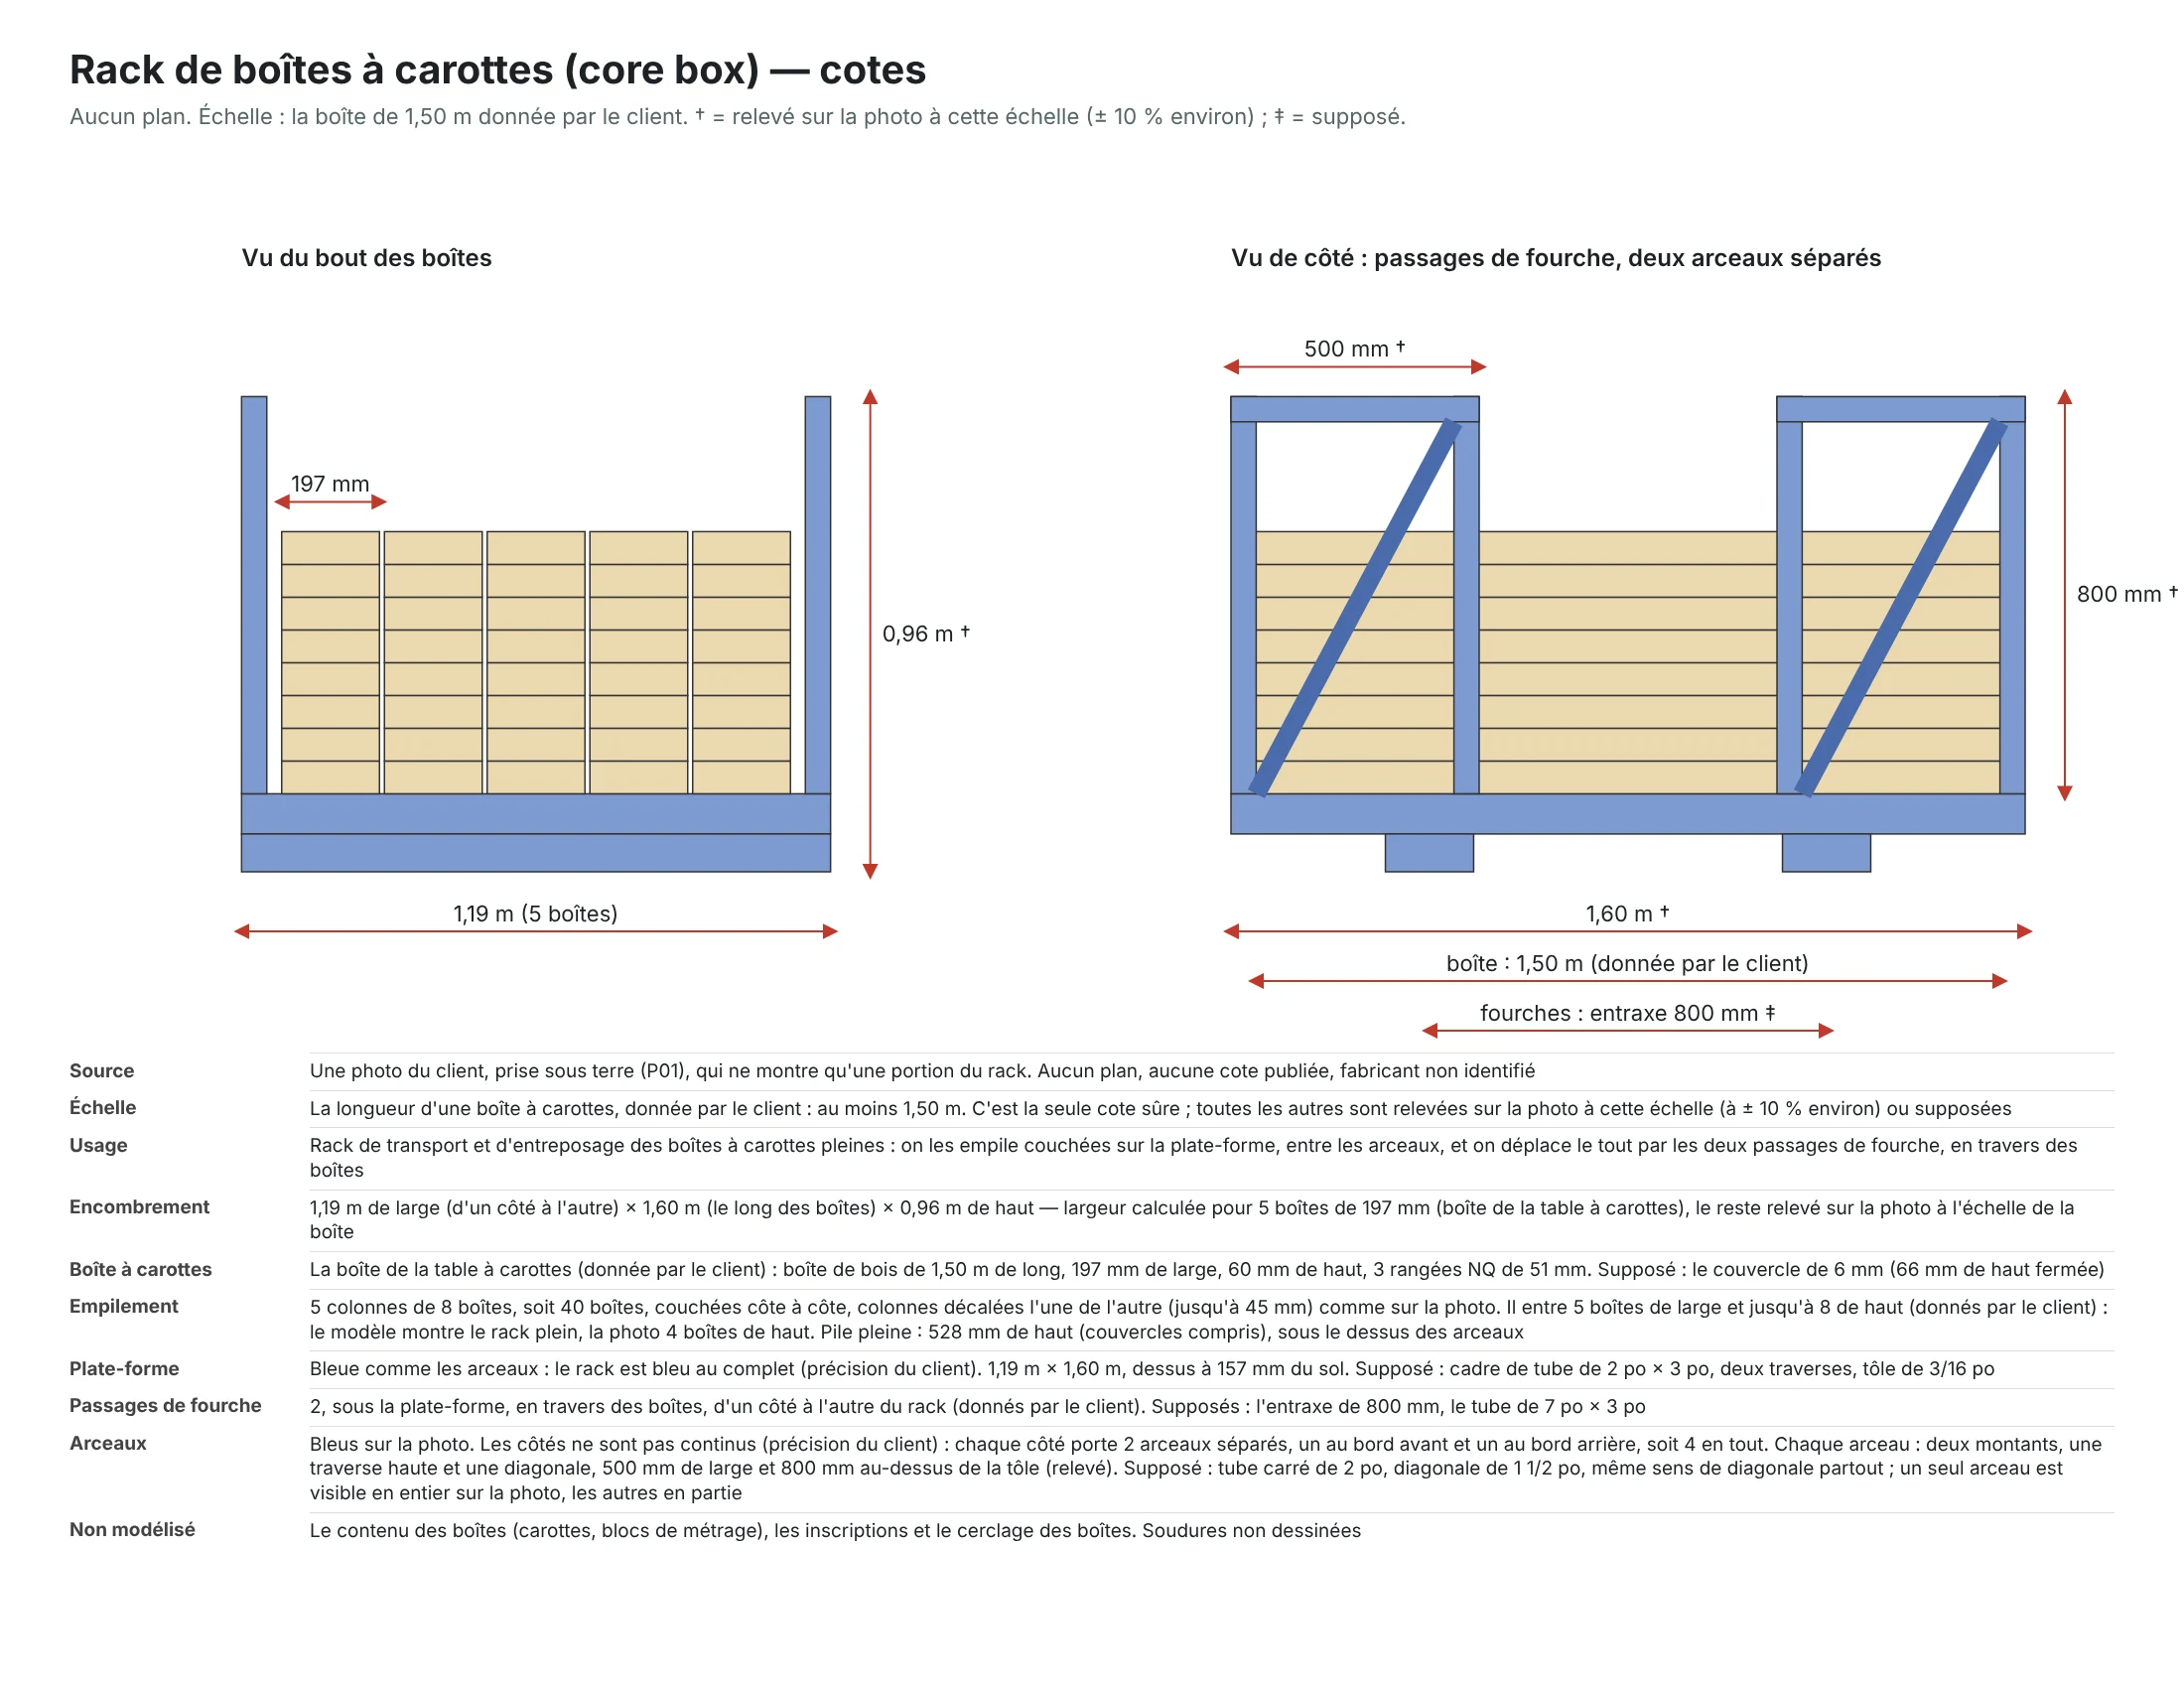 Rack de boîtes à carottes (core box) — cotes
Aucun plan. Échelle : la boîte de 1,50 m donnée par le client. † = relevé sur la photo à cette échelle (± 10 % environ) ; ‡ = supposé.
Vu du bout des boîtes
Vu de côté : passages de fourche, deux arceaux séparés
500 mm †
197 mm
0,96 m †
800 mm †
1,19 m (5 boîtes)
1,60 m †
boîte : 1,50 m (donnée par le client)
fourches : entraxe 800 mm ‡
Source
Une photo du client, prise sous terre (P01), qui ne montre qu'une portion du rack. Aucun plan, aucune cote publiée, fabricant non identifié
Échelle
La longueur d'une boîte à carottes, donnée par le client : au moins 1,50 m. C'est la seule cote sûre ; toutes les autres sont relevées sur la photo à cette échelle (à ± 10 % environ) ou supposées
Usage
Rack de transport et d'entreposage des boîtes à carottes pleines : on les empile couchées sur la plate-forme, entre les arceaux, et on déplace le tout par les deux passages de fourche, en travers des
boîtes
Encombrement
1,19 m de large (d'un côté à l'autre) × 1,60 m (le long des boîtes) × 0,96 m de haut — largeur calculée pour 5 boîtes de 197 mm (boîte de la table à carottes), le reste relevé sur la photo à l'échelle de la
boîte
Boîte à carottes
La boîte de la table à carottes (donnée par le client) : boîte de bois de 1,50 m de long, 197 mm de large, 60 mm de haut, 3 rangées NQ de 51 mm. Supposé : le couvercle de 6 mm (66 mm de haut fermée)
Empilement
5 colonnes de 8 boîtes, soit 40 boîtes, couchées côte à côte, colonnes décalées l'une de l'autre (jusqu'à 45 mm) comme sur la photo. Il entre 5 boîtes de large et jusqu'à 8 de haut (donnés par le client) :
le modèle montre le rack plein, la photo 4 boîtes de haut. Pile pleine : 528 mm de haut (couvercles compris), sous le dessus des arceaux
Plate-forme
Bleue comme les arceaux : le rack est bleu au complet (précision du client). 1,19 m × 1,60 m, dessus à 157 mm du sol. Supposé : cadre de tube de 2 po × 3 po, deux traverses, tôle de 3/16 po
Passages de fourche
2, sous la plate-forme, en travers des boîtes, d'un côté à l'autre du rack (donnés par le client). Supposés : l'entraxe de 800 mm, le tube de 7 po × 3 po
Arceaux
Bleus sur la photo. Les côtés ne sont pas continus (précision du client) : chaque côté porte 2 arceaux séparés, un au bord avant et un au bord arrière, soit 4 en tout. Chaque arceau : deux montants, une
traverse haute et une diagonale, 500 mm de large et 800 mm au-dessus de la tôle (relevé). Supposé : tube carré de 2 po, diagonale de 1 1/2 po, même sens de diagonale partout ; un seul arceau est
visible en entier sur la photo, les autres en partie
Non modélisé
Le contenu des boîtes (carottes, blocs de métrage), les inscriptions et le cerclage des boîtes. Soudures non dessinées